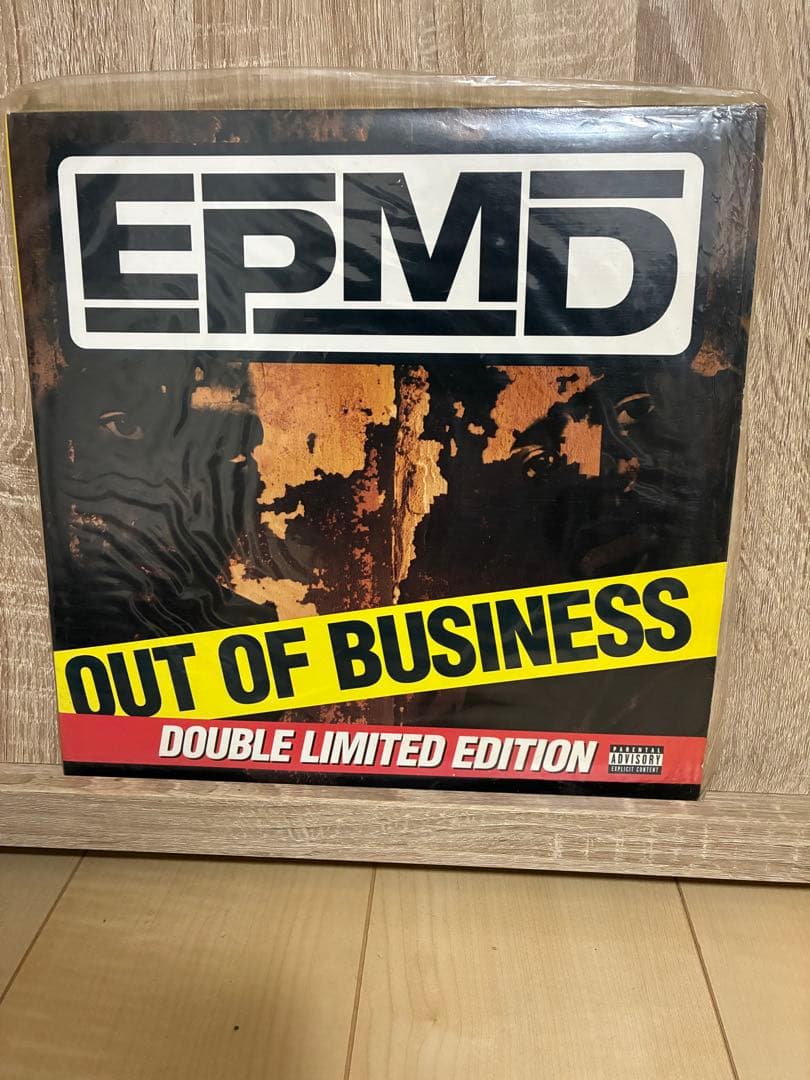 EPMD
OUT OF BUSINESS
DOUBLE LIMITED EDITION
PARENTAL
ADVISORY
EXPLICIT CONTENT